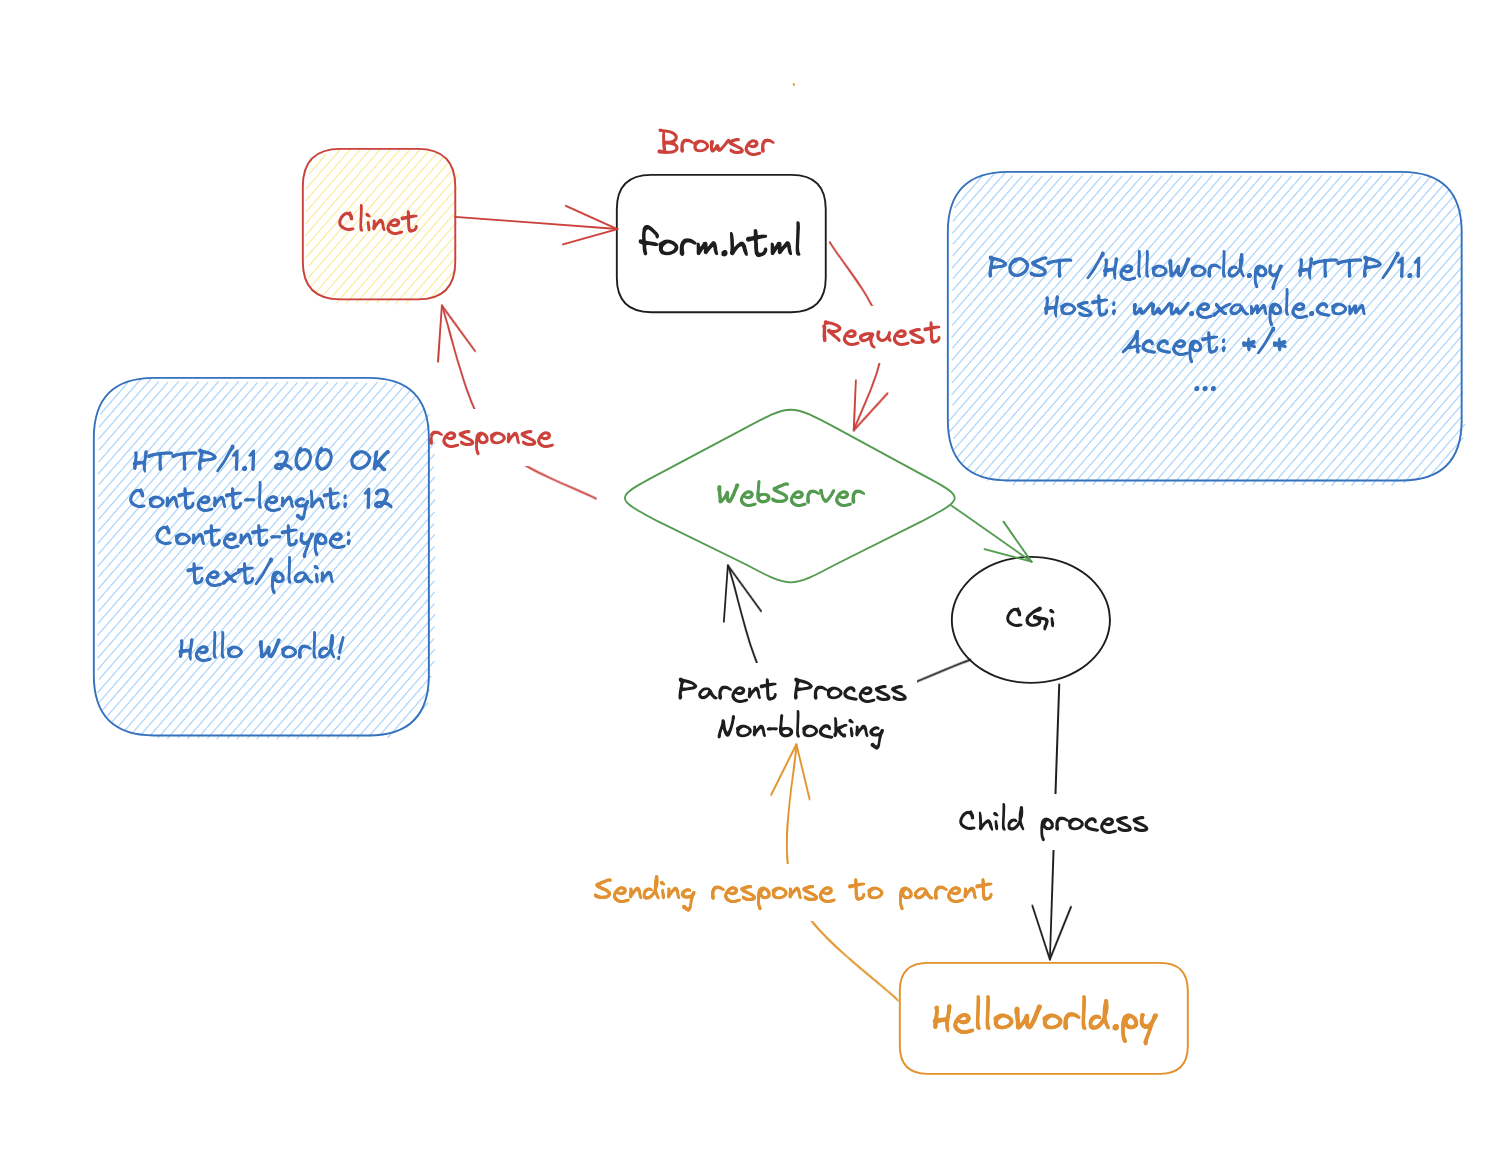 Browser
Clinet
form.html
Request
POST /HelloWorld.py HTTP/1.1
Host: www.example.com
Accept: */*
...
response
HTTP/1.1 200 OK
Content-lenght: 12
Content-type:
text/plain
Hello World!
WebServer
CGi
Parent Process
Non-blocking
Child process
Sending response to parent
HelloWorld.py